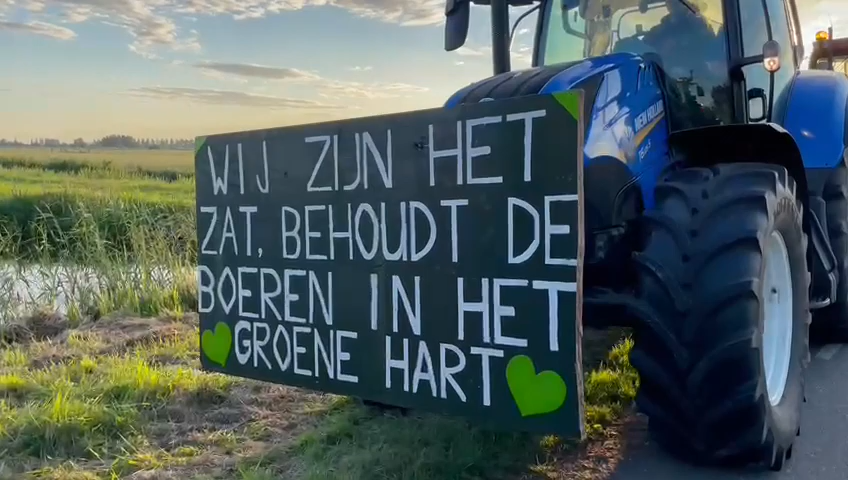 WIJ ZIJN HET
ZAT, BEHOUDT DE
BOEREN IN HET
GROENE HART
NEW HOLLAND